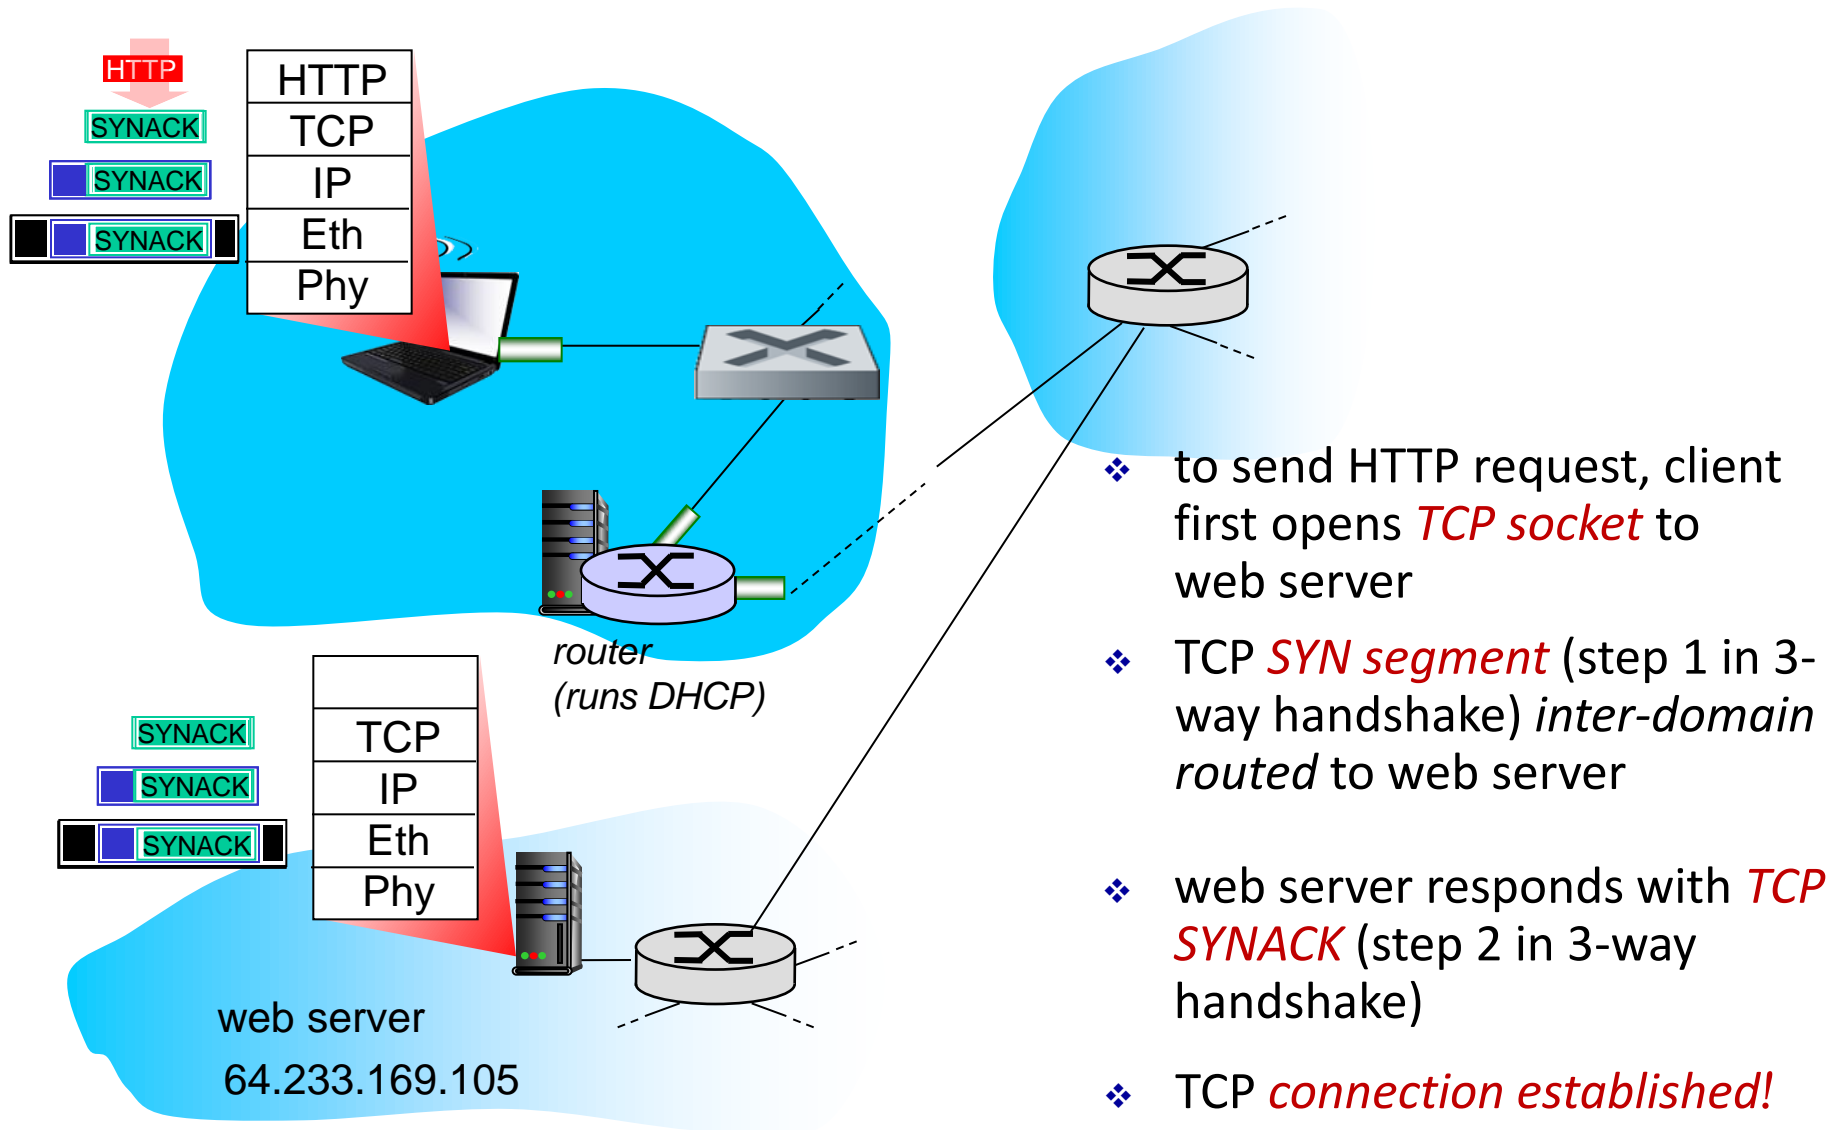 HTTP
SYNACK
SYNACK
SYNACK
HTTP
TCP
IP
Eth
Phy
router
(runs DHCP)
SYNACK
SYNACK
SYNACK
TCP
IP
Eth
Phy
web server
64.233.169.105
❖ to send HTTP request, client
first opens TCP socket to
web server
❖ TCP SYN segment (step 1 in 3-
way handshake) inter-domain
routed to web server
❖ web server responds with TCP
SYNACK (step 2 in 3-way
handshake)
❖ TCP connection established!